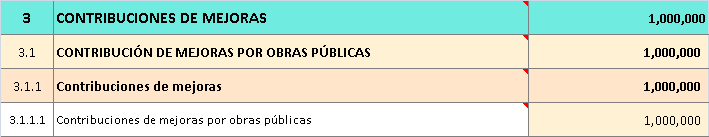 3 CONTRIBUCIONES DE MEJORAS 1,000,000
3.1 CONTRIBUCIÓN DE MEJORAS POR OBRAS PÚBLICAS 1,000,000
3.1.1 Contribuciones de mejoras 1,000,000
3.1.1.1 Contribuciones de mejoras por obras públicas 1,000,000